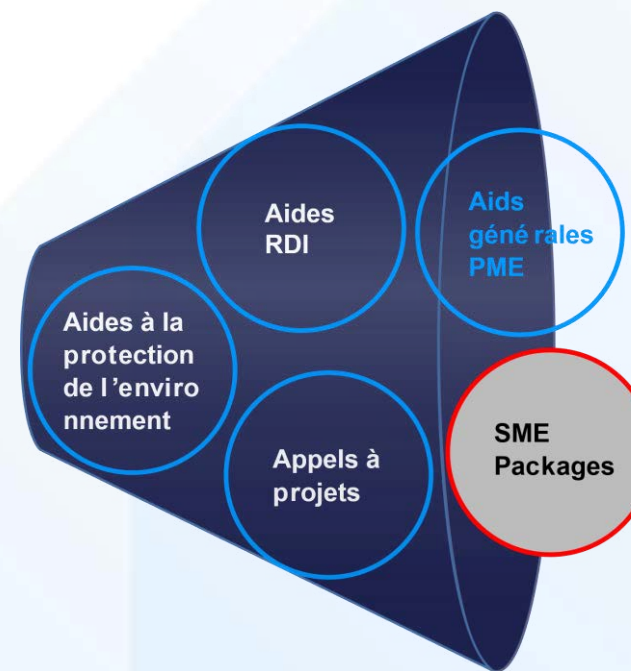 Aides
RDI
Aids
géné rales
PME
Aides à la
protection
de l'enviro
nnement
Appels à
projets
SME
Packages